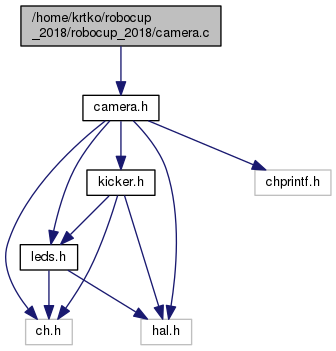 /home/krtko/robocup
_2018/robocup_2018/camera.c
camera.h
kicker.h
chprintf.h
leds.h
ch.h
hal.h